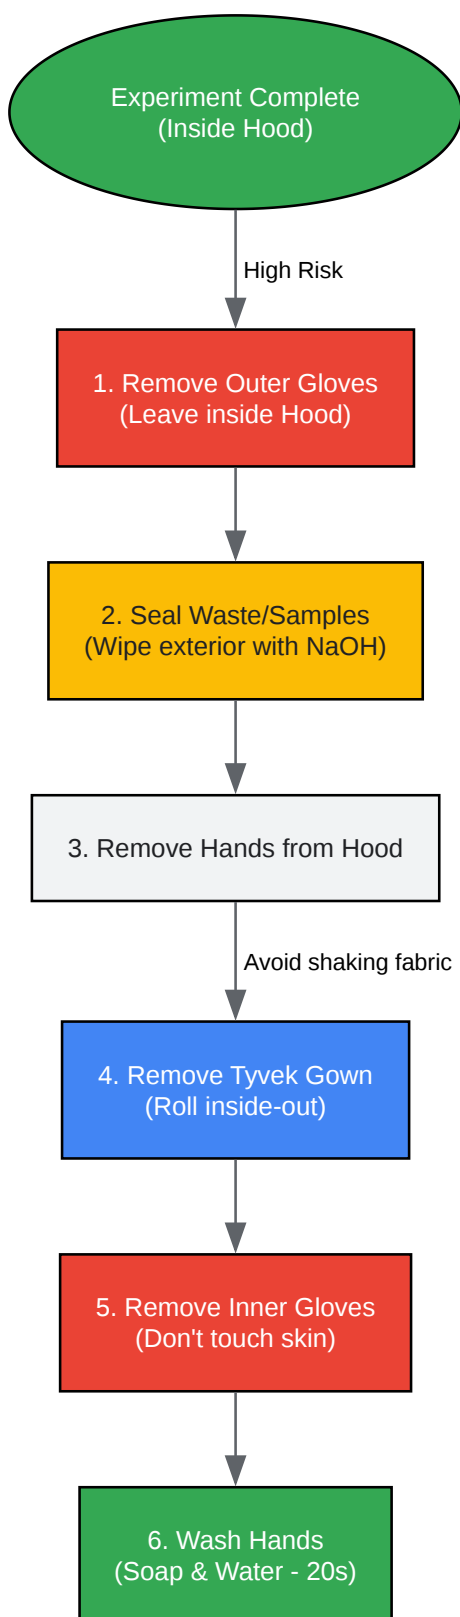 Experiment Complete
(Inside Hood)
High Risk
1. Remove Outer Gloves
(Leave inside Hood)
2. Seal Waste/Samples
(Wipe exterior with NaOH)
3. Remove Hands from Hood
Avoid shaking fabric
4. Remove Tyvek Gown
(Roll inside-out)
5. Remove Inner Gloves
(Don't touch skin)
6. Wash Hands
(Soap & Water - 20s)